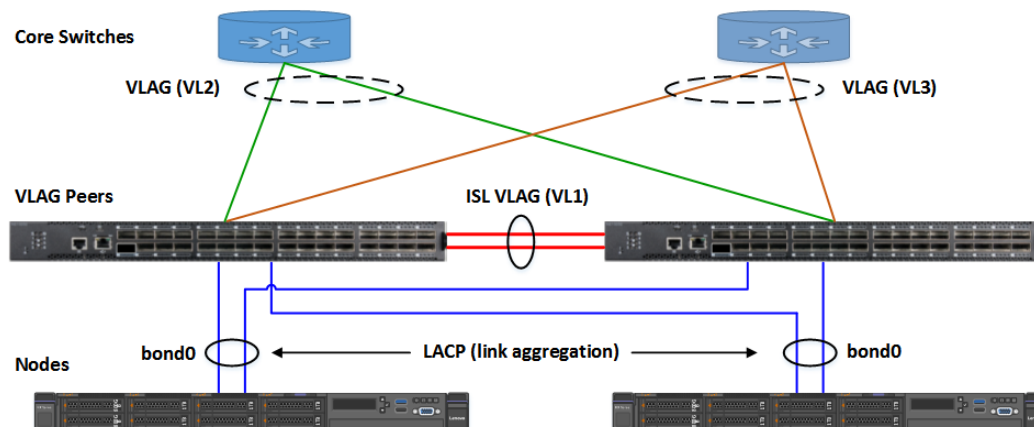 Core Switches
VLAG (VL2)
VLAG (VL3)
VLAG Peers
ISL VLAG (VL1)
bond0
LACP (link aggregation)
bond0
Nodes